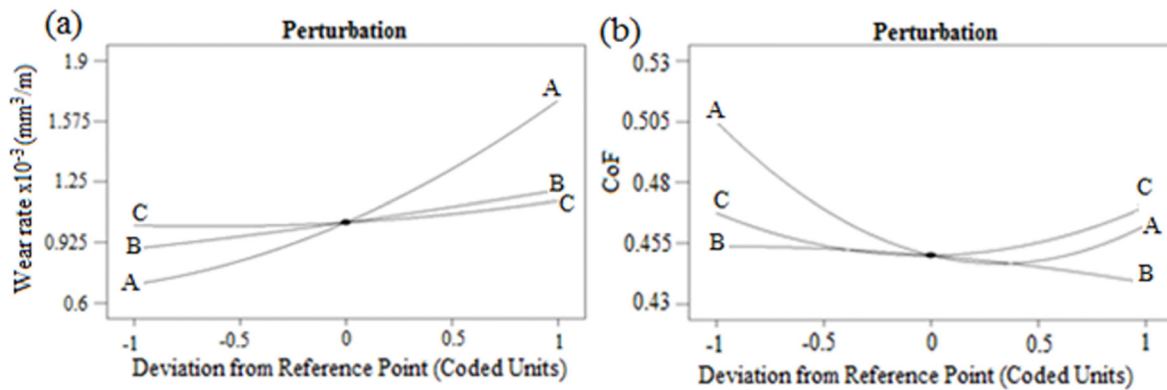 (a)
Perturbation
Wear rate x10⁻³ (mm³/m)
1.9
1.575
1.25
0.925
0.6
A
B
C
C
B
A
-1
-0.5
0
0.5
1
Deviation from Reference Point (Coded Units)
(b)
Perturbation
CoF
0.53
0.505
0.48
0.455
0.43
A
C
B
C
A
B
-1
-0.5
0
0.5
1
Deviation from Reference Point (Coded Units)